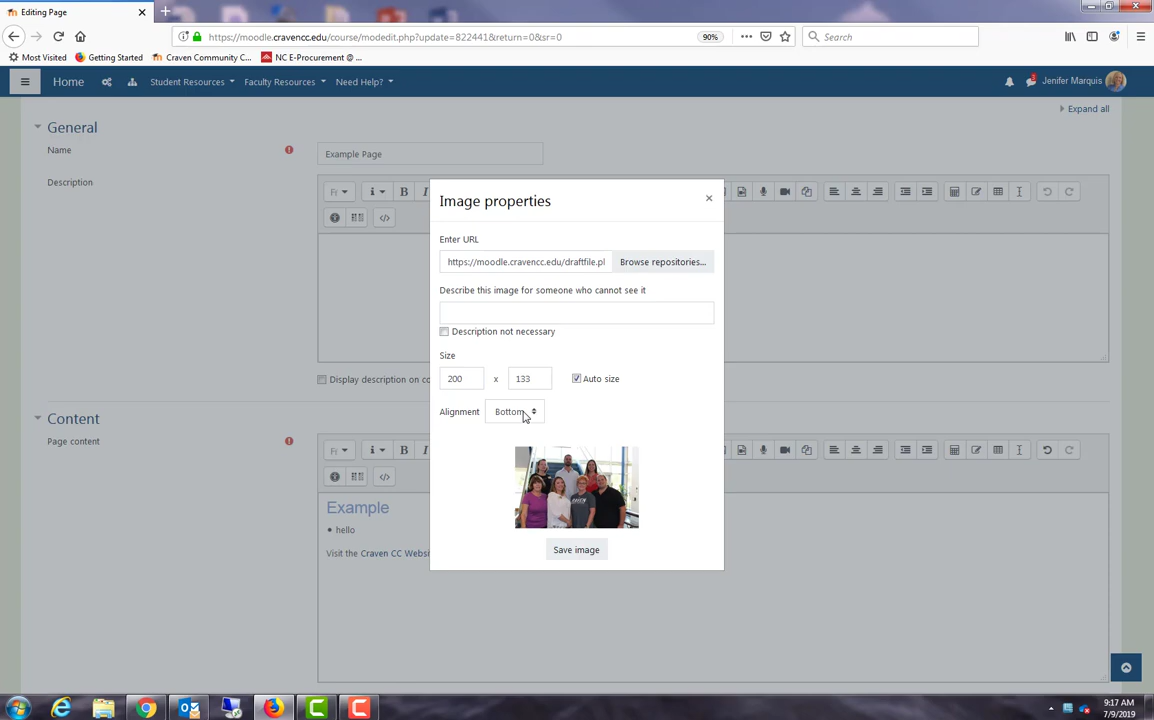 Editing Page
https://moodle.cravencc.edu/course/modedit.php?update=822441&return=0&sr=0
90%
Search
Most Visited
Getting Started
Craven Community C...
NC E-Procurement @ ...
Home
Student Resources
Faculty Resources
Need Help?
Jenifer Marquis
Expand all
General
Name
Example Page
Description
B
Display description on co
Image properties
×
Enter URL
https://moodle.cravencc.edu/draftfile.pl
Browse repositories...
Describe this image for someone who cannot see it
Description not necessary
Size
200 x 133
Auto size
Alignment
Bottom
Save image
Content
Page content
B
Example
• hello
Visit the Craven CC Websi
9:17 AM
7/9/2019